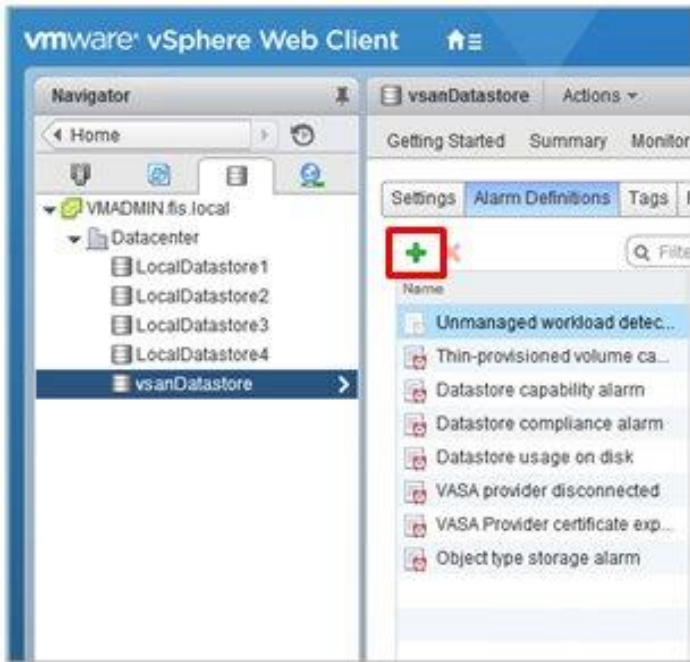 vmware vSphere Web Client
Navigator
Home
VMADMIN.fis.local
Datacenter
LocalDatastore1
LocalDatastore2
LocalDatastore3
LocalDatastore4
vsanDatastore
vsanDatastore Actions
Getting Started Summary Monitor
Settings Alarm Definitions Tags
Filte
Name
Unmanaged workload detec...
Thin-provisioned volume ca...
Datastore capability alarm
Datastore compliance alarm
Datastore usage on disk
VASA provider disconnected
VASA Provider certificate exp...
Object type storage alarm